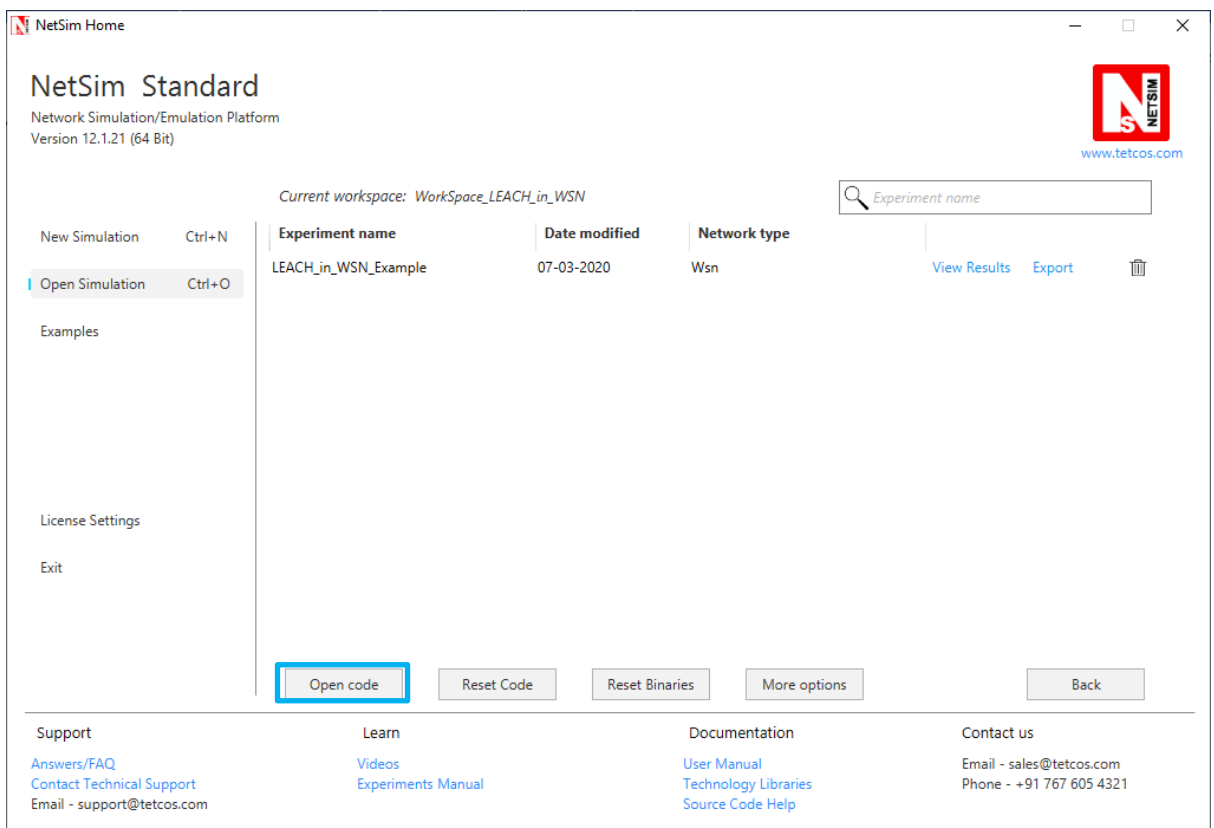 NetSim Home
NetSim Standard
Network Simulation/Emulation Platform
Version 12.1.21 (64 Bit)
NETSIM
www.tetcos.com
Current workspace: WorkSpace_LEACH_in_WSN
Experiment name
New Simulation Ctrl+N
Open Simulation Ctrl+O
Examples
License Settings
Exit
Experiment name Date modified Network type
LEACH_in_WSN_Example 07-03-2020 Wsn View Results Export
Open code Reset Code Reset Binaries More options Back
Support
Answers/FAQ
Contact Technical Support
Email - support@tetcos.com
Learn
Videos
Experiments Manual
Documentation
User Manual
Technology Libraries
Source Code Help
Contact us
Email - sales@tetcos.com
Phone - +91 767 605 4321